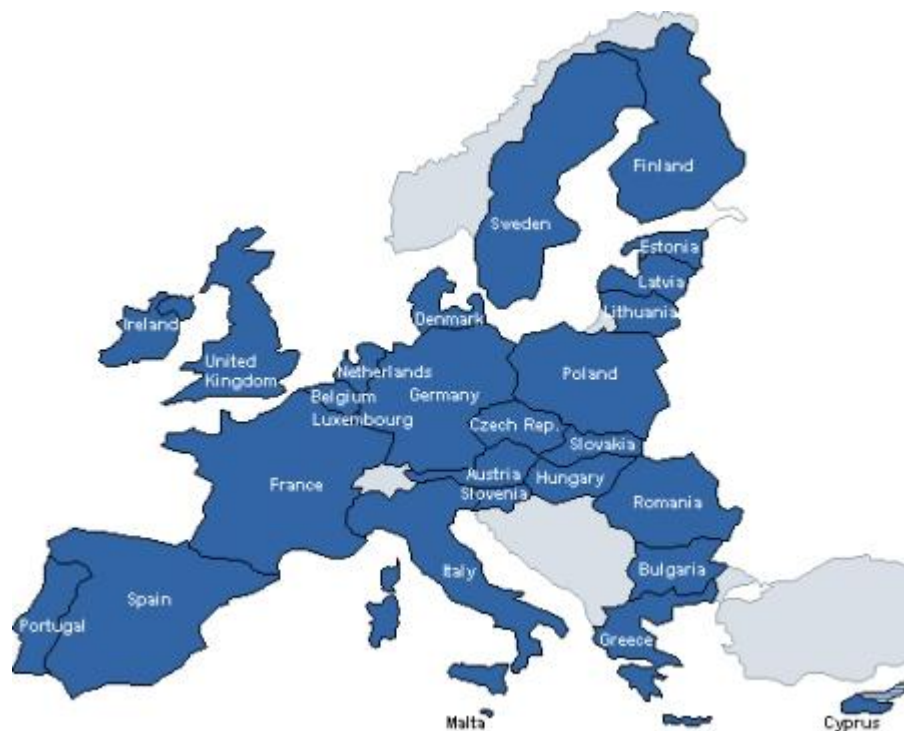 Finland
Sweden
Estonia
Latvia
Lithuania
Denmark
Ireland
United
Kingdom
Netherlands
Poland
Belgium
Germany
Luxembourg
Czech Rep.
Slovakia
Austria
Hungary
France
Slovenia
Romania
Italy
Bulgaria
Spain
Portugal
Greece
Malta
Cyprus